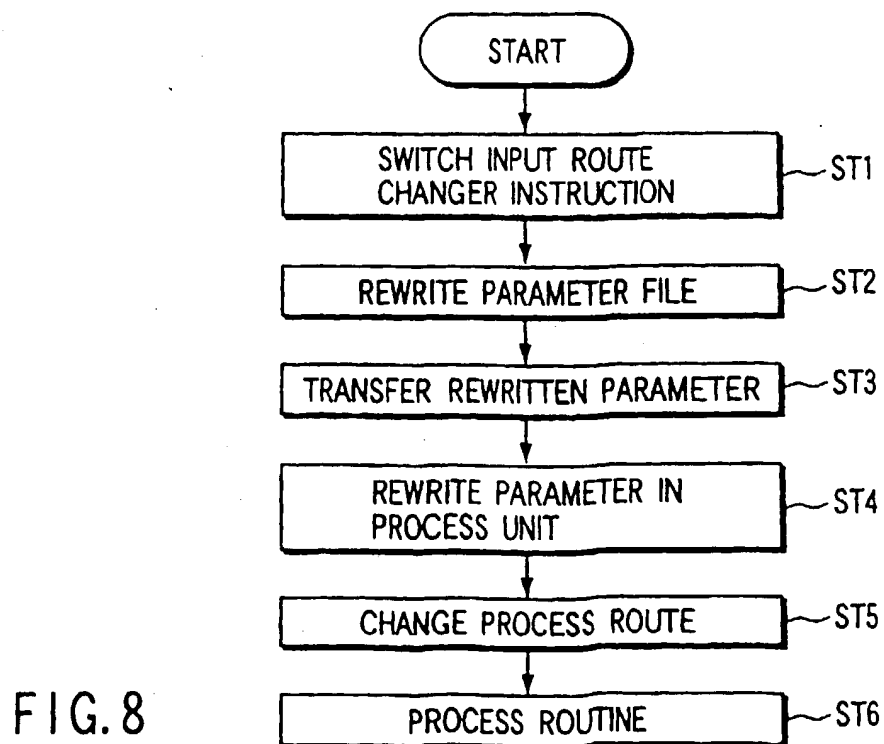 START
SWITCH INPUT ROUTE
CHANGER INSTRUCTION
ST1
REWRITE PARAMETER FILE
ST2
TRANSFER REWRITTEN PARAMETER
ST3
REWRITE PARAMETER IN
PROCESS UNIT
ST4
CHANGE PROCESS ROUTE
ST5
PROCESS ROUTINE
ST6
FIG. 8